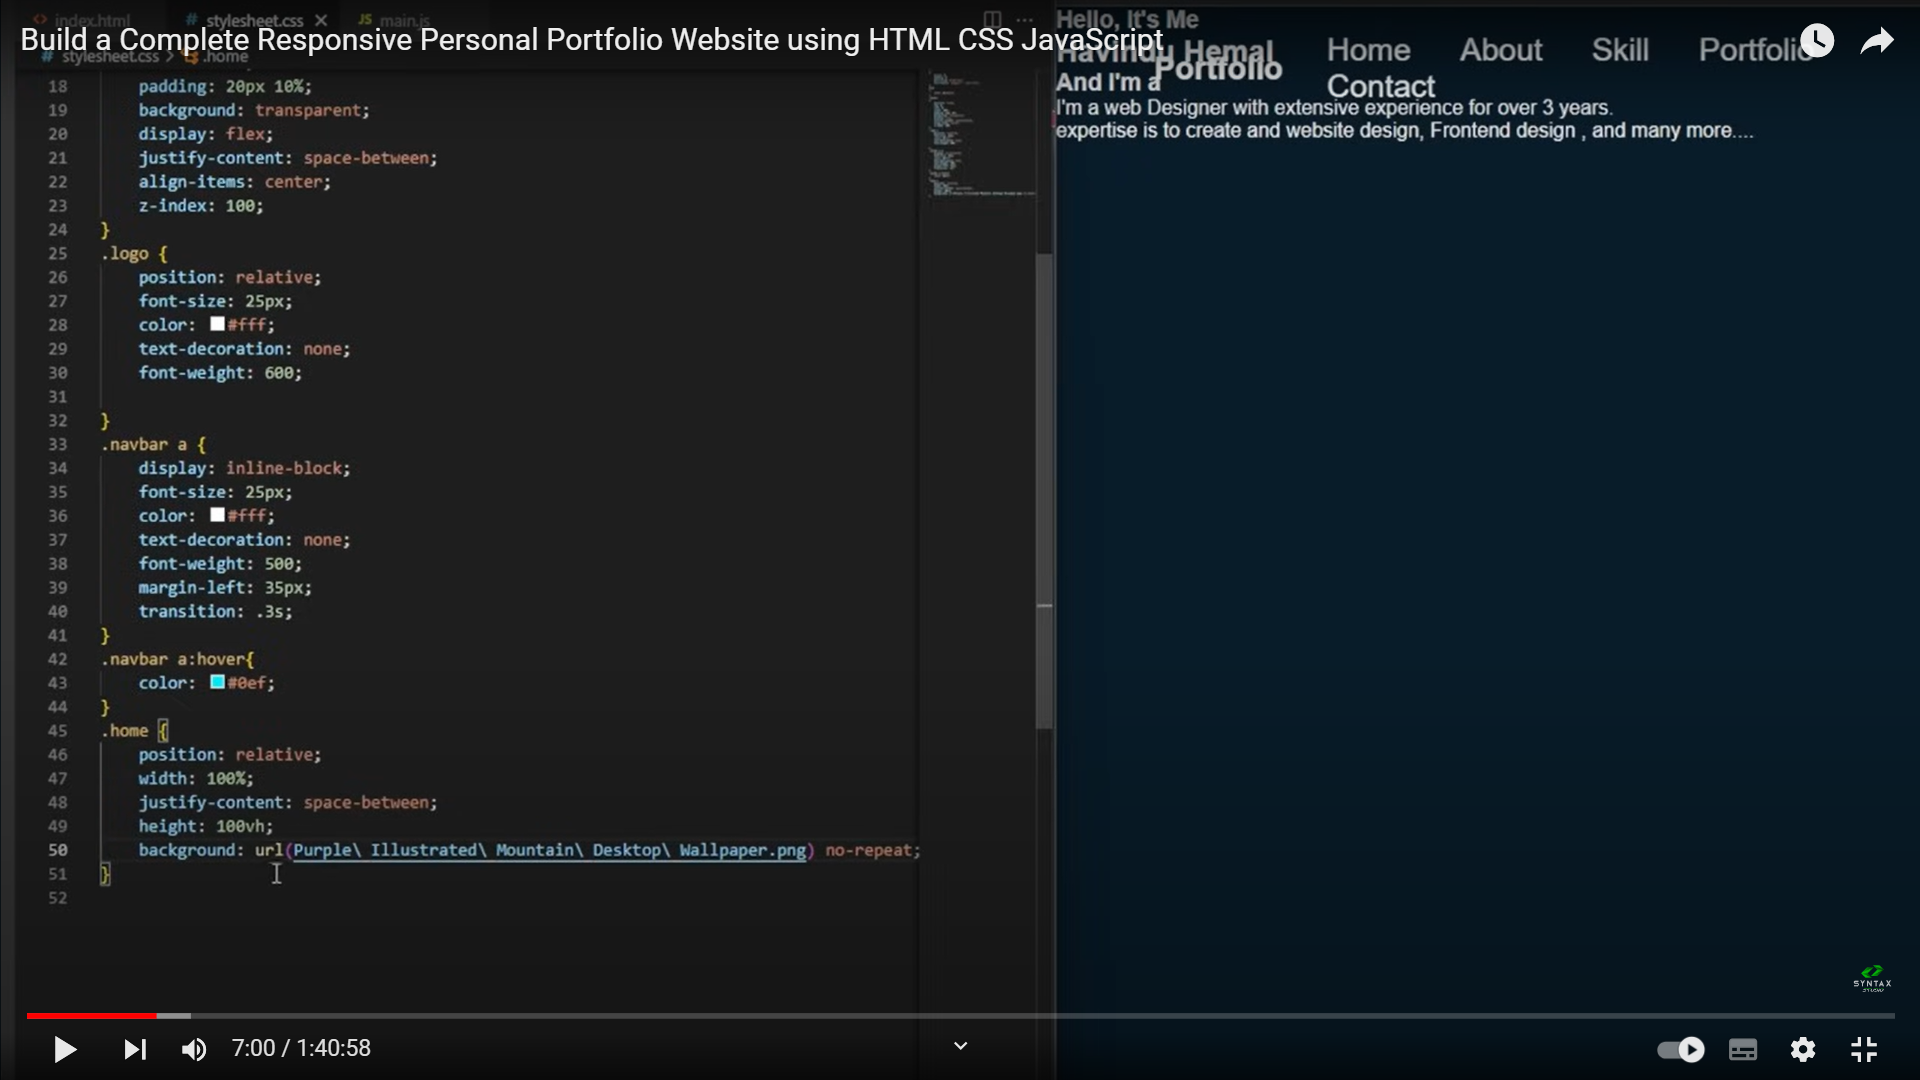 index.html
# stylesheet.css
JS main.js
Build a Complete Responsive Personal Portfolio Website using HTML CSS JavaScript
# stylesheet.css > .home
18 padding: 20px 10%;
19 background: transparent;
20 display: flex;
21 justify-content: space-between;
22 align-items: center;
23 z-index: 100;
24 }
25 .logo {
26 position: relative;
27 font-size: 25px;
28 color: #fff;
29 text-decoration: none;
30 font-weight: 600;
31
32 }
33 .navbar a {
34 display: inline-block;
35 font-size: 25px;
36 color: #fff;
37 text-decoration: none;
38 font-weight: 500;
39 margin-left: 35px;
40 transition: .3s;
41 }
42 .navbar a:hover{
43 color: #0ef;
44 }
45 .home {
46 position: relative;
47 width: 100%;
48 justify-content: space-between;
49 height: 100vh;
50 background: url(Purple\ Illustrated\ Mountain\ Desktop\ Wallpaper.png) no-repeat;
51 }
52
Hello, It's Me
Havindu Hemal
Portfolio
Home About Skill Portfolio
Contact
And I'm a
I'm a web Designer with extensive experience for over 3 years.
expertise is to create and website design, Frontend design , and many more....
SYNTAX
7:00 / 1:40:58